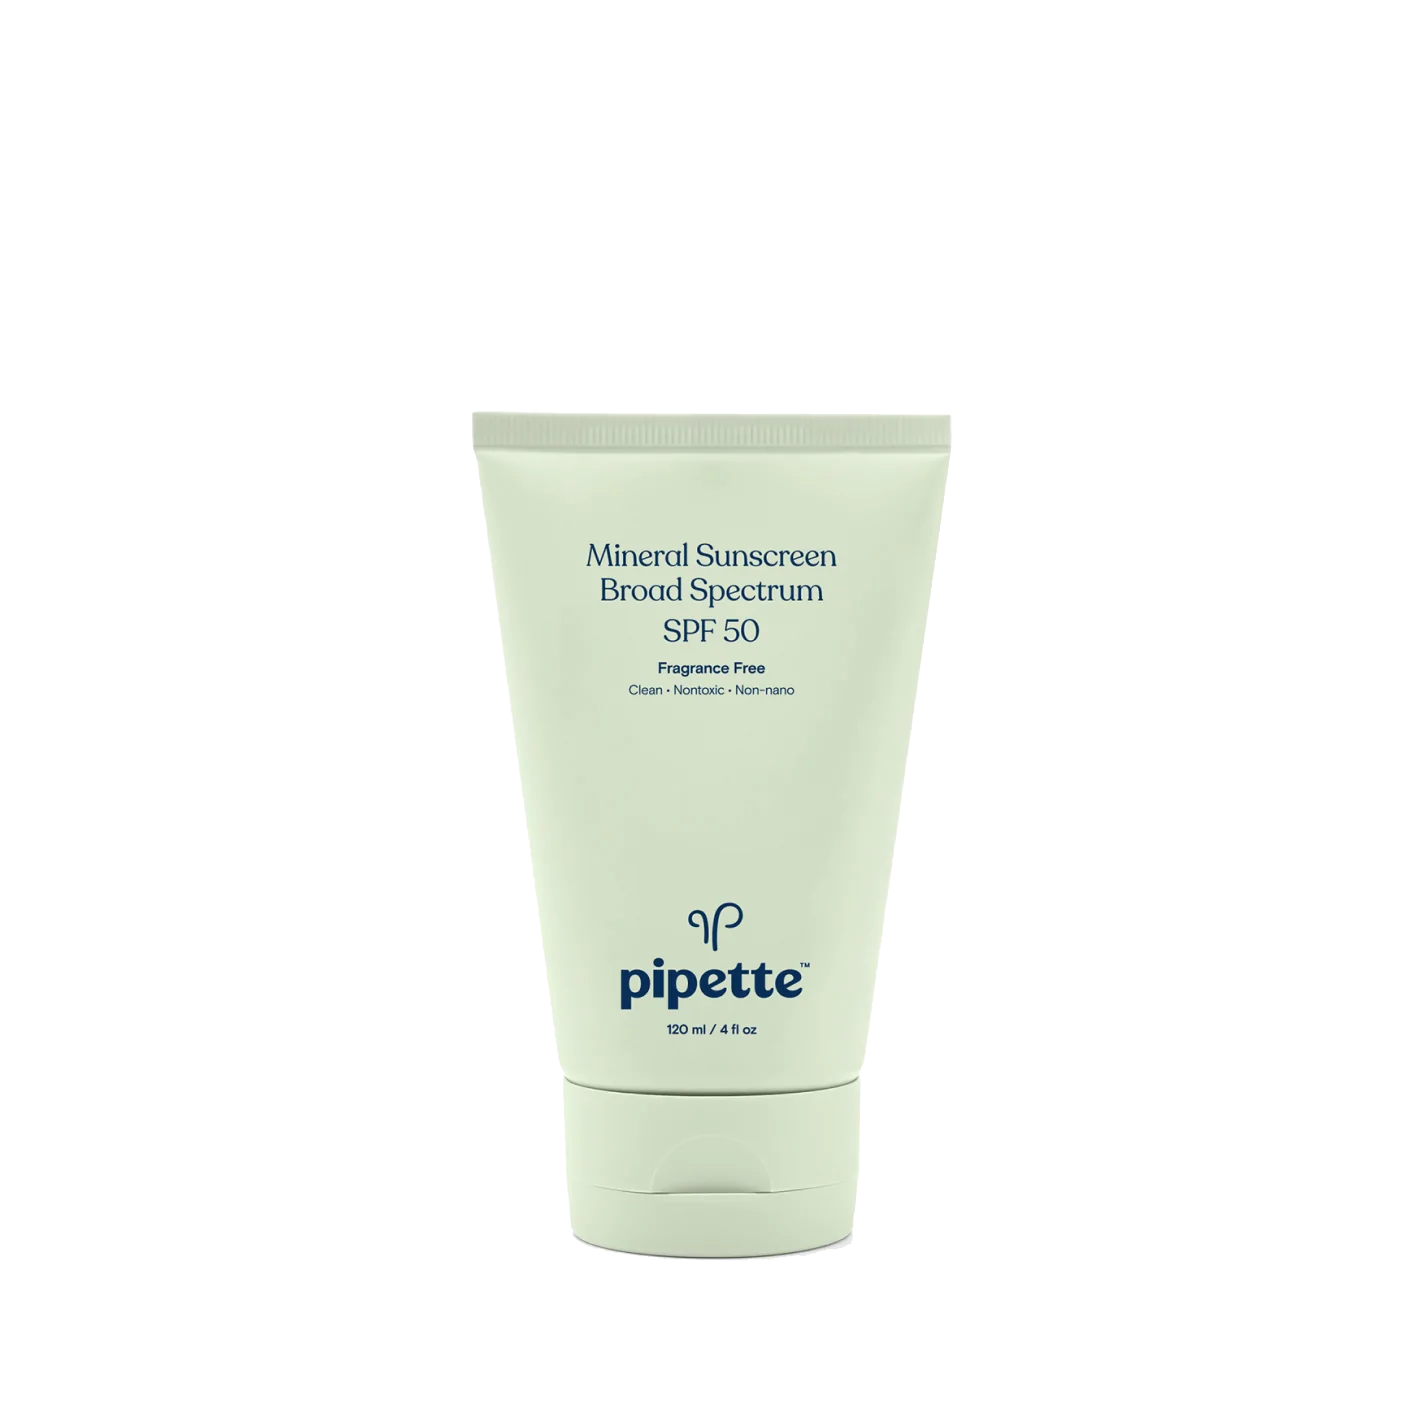 Mineral Sunscreen
Broad Spectrum
SPF 50
Fragrance Free
Clean • Nontoxic • Non-nano
pipette™
120 ml / 4 fl oz